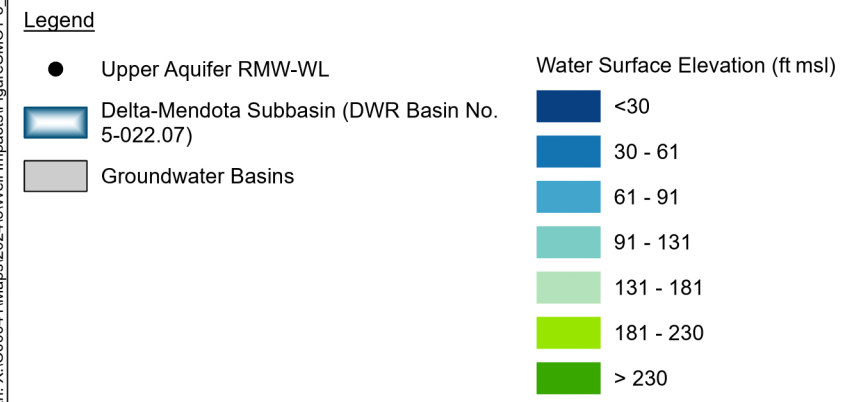 Legend
Upper Aquifer RMW-WL
Delta-Mendota Subbasin (DWR Basin No.
5-022.07)
Groundwater Basins
Water Surface Elevation (ft msl)
<30
30 - 61
61 - 91
91 - 131
131 - 181
181 - 230
> 230